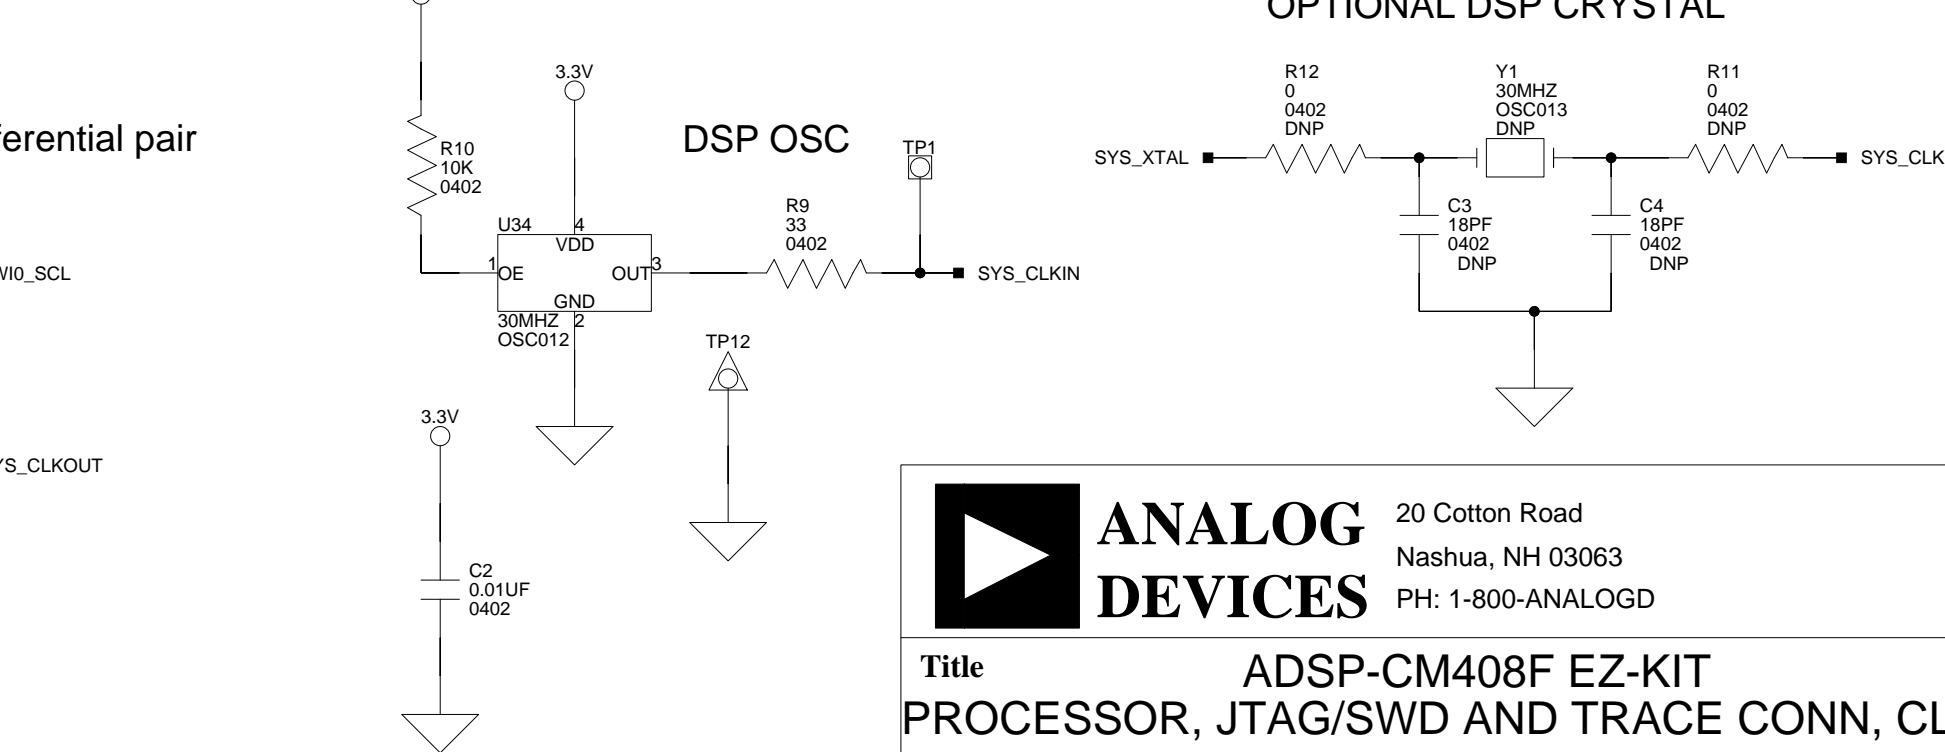 OPTIONAL DSP CRYSTAL
ferential pair
3.3V
R10
10K
0402
DSP OSC
TP1
U34
4
VDD
1
OE
OUT
3
GND
30MHZ
2
OSC012
R9
33
0402
SYS_CLKIN
R12
0
0402
DNP
Y1
30MHZ
OSC013
DNP
R11
0
0402
DNP
SYS_XTAL
SYS_CLK
C3
18PF
0402
DNP
C4
18PF
0402
DNP
WI0_SCL
TP12
3.3V
YS_CLKOUT
C2
0.01UF
0402
ANALOG
DEVICES
20 Cotton Road
Nashua, NH 03063
PH: 1-800-ANALOGD
Title
ADSP-CM408F EZ-KIT
PROCESSOR, JTAG/SWD AND TRACE CONN, CL